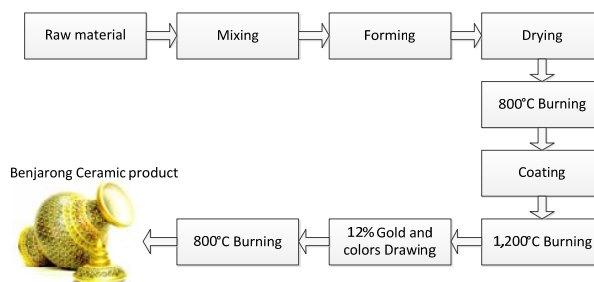 Raw material
Mixing
Forming
Drying
800°C Burning
Coating
1,200°C Burning
12% Gold and
colors Drawing
800°C Burning
Benjarong Ceramic product